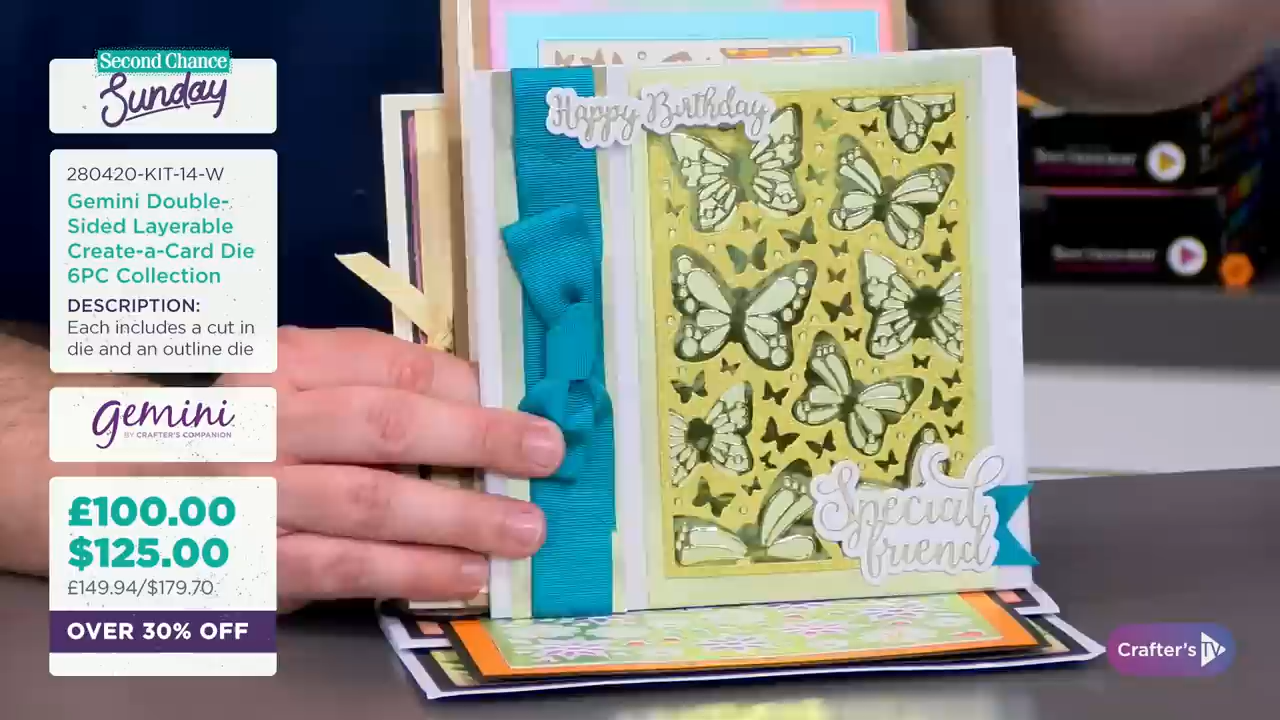 Second Chance
Sunday
280420-KIT-14-W
Gemini Double-
Sided Layerable
Create-a-Card Die
6PC Collection
DESCRIPTION:
Each includes a cut in
die and an outline die
gemini
BY CRAFTER'S COMPANION
£100.00
$125.00
£149.94/$179.70
OVER 30% OFF
Happy Birthday
Special
friend
Crafter's TV